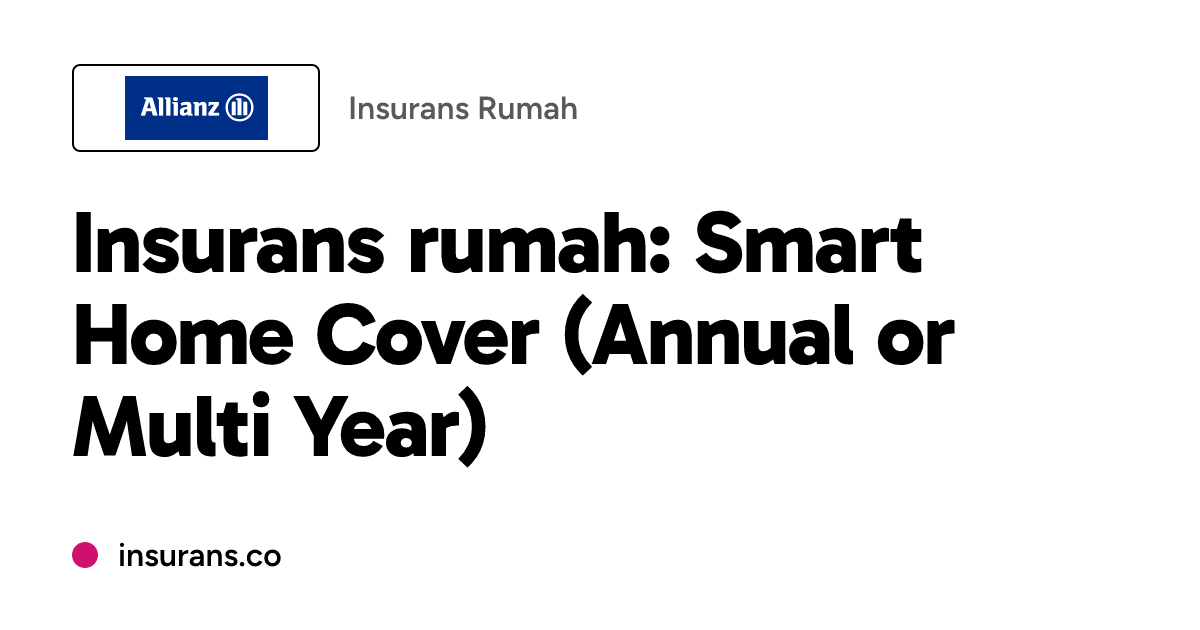 Allianz
Insurans Rumah
Insurans rumah: Smart
Home Cover (Annual or
Multi Year)
insurans.co